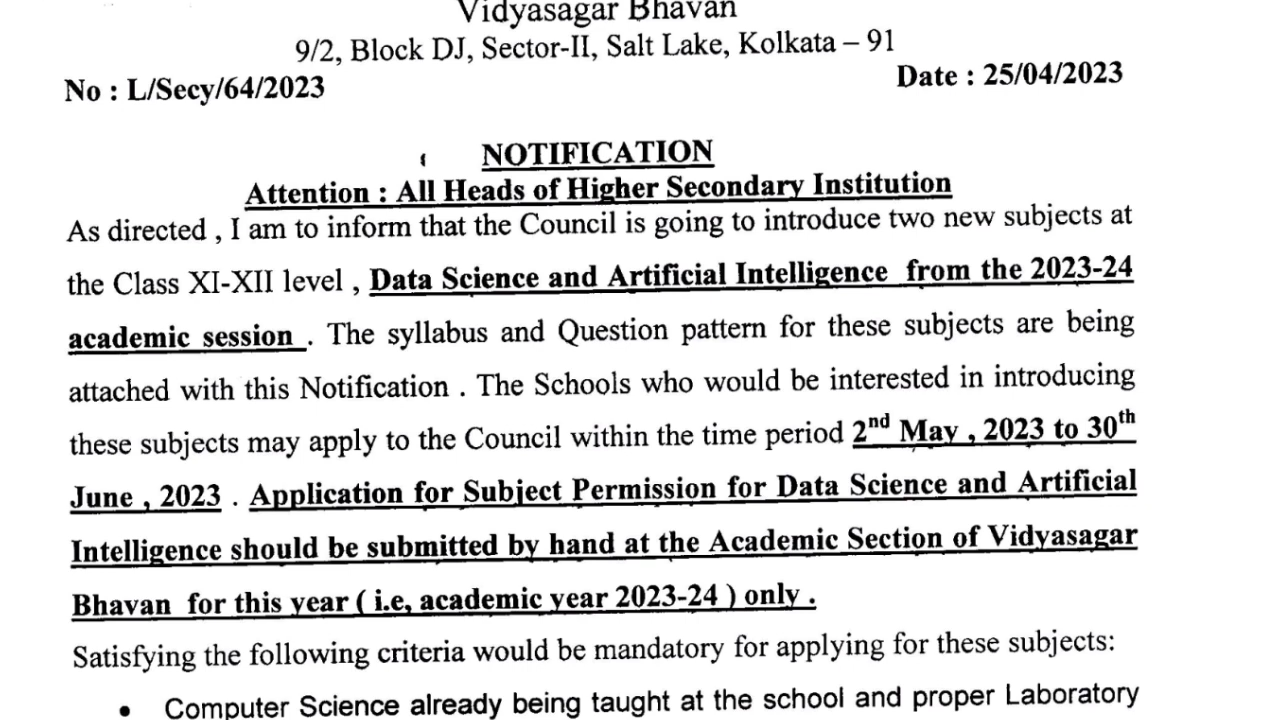 Vidyasagar Bhavan
9/2, Block DJ, Sector-II, Salt Lake, Kolkata – 91
No : L/Secy/64/2023 Date : 25/04/2023
NOTIFICATION
Attention : All Heads of Higher Secondary Institution
As directed , I am to inform that the Council is going to introduce two new subjects at
the Class XI-XII level , Data Science and Artificial Intelligence from the 2023-24
academic session . The syllabus and Question pattern for these subjects are being
attached with this Notification . The Schools who would be interested in introducing
these subjects may apply to the Council within the time period 2nd May , 2023 to 30th
June , 2023 . Application for Subject Permission for Data Science and Artificial
Intelligence should be submitted by hand at the Academic Section of Vidyasagar
Bhavan for this year ( i.e, academic year 2023-24 ) only .
Satisfying the following criteria would be mandatory for applying for these subjects:
• Computer Science already being taught at the school and proper Laboratory